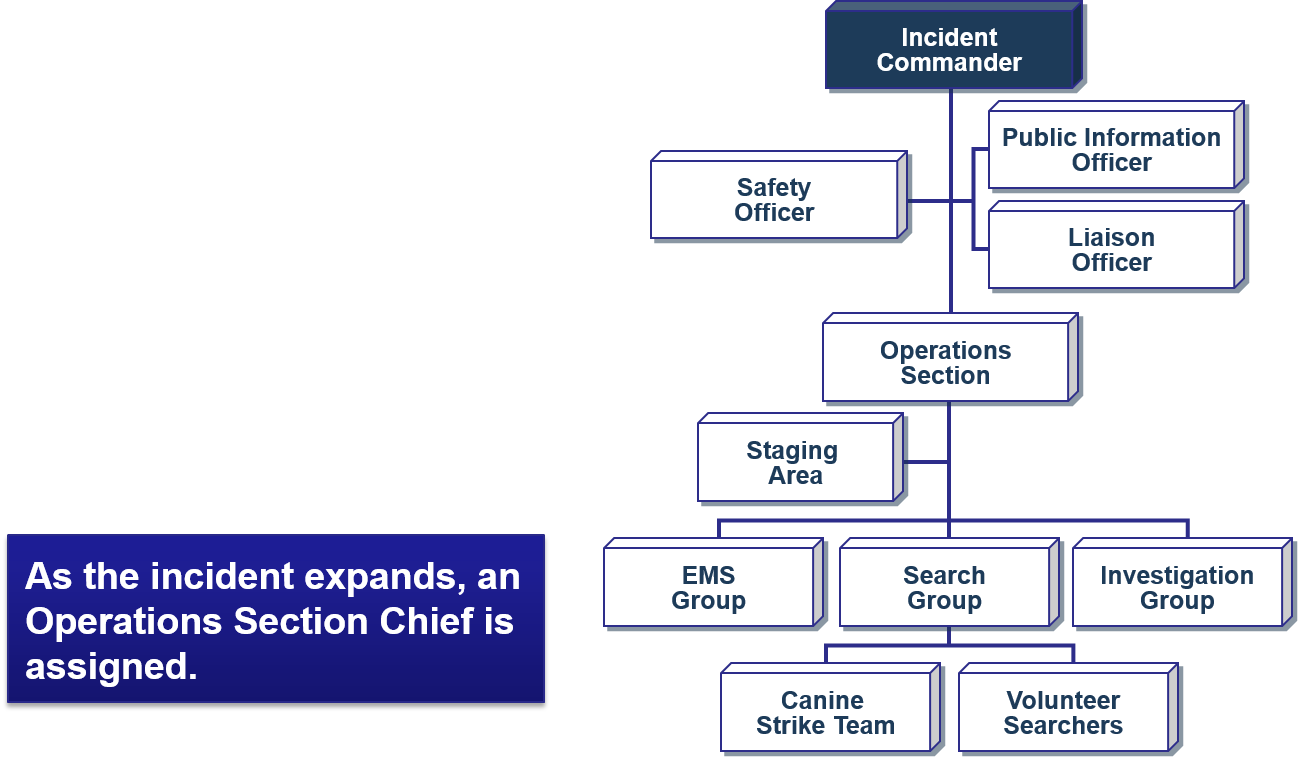 Incident
Commander
Public Information
Officer
Safety
Officer
Liaison
Officer
Operations
Section
Staging
Area
EMS
Group
Search
Group
Investigation
Group
As the incident expands, an
Operations Section Chief is
assigned.
Canine
Strike Team
Volunteer
Searchers